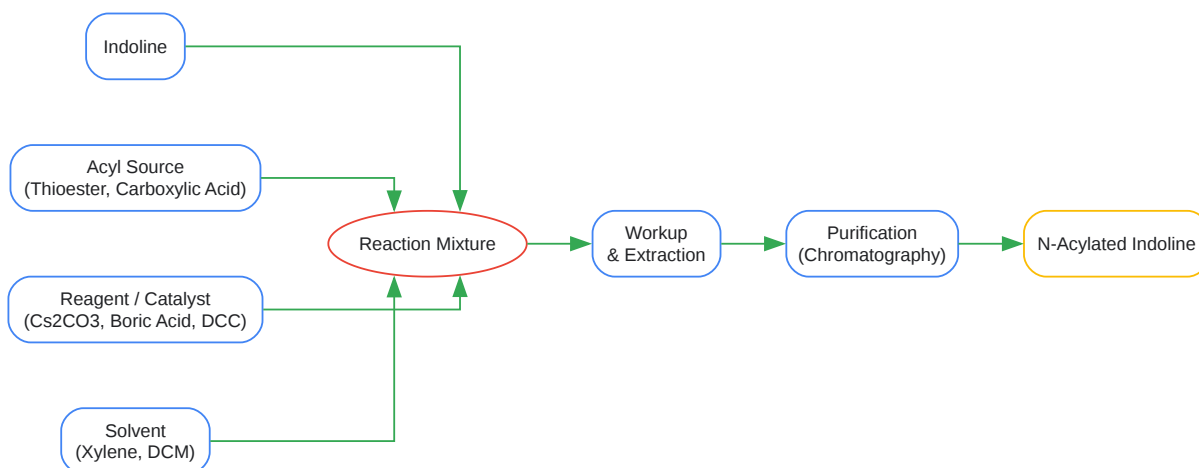 Indoline
Acyl Source
(Thioester, Carboxylic Acid)
Reaction Mixture
Workup
& Extraction
Purification
(Chromatography)
N-Acylated Indoline
Reagent / Catalyst
(Cs2CO3, Boric Acid, DCC)
Solvent
(Xylene, DCM)